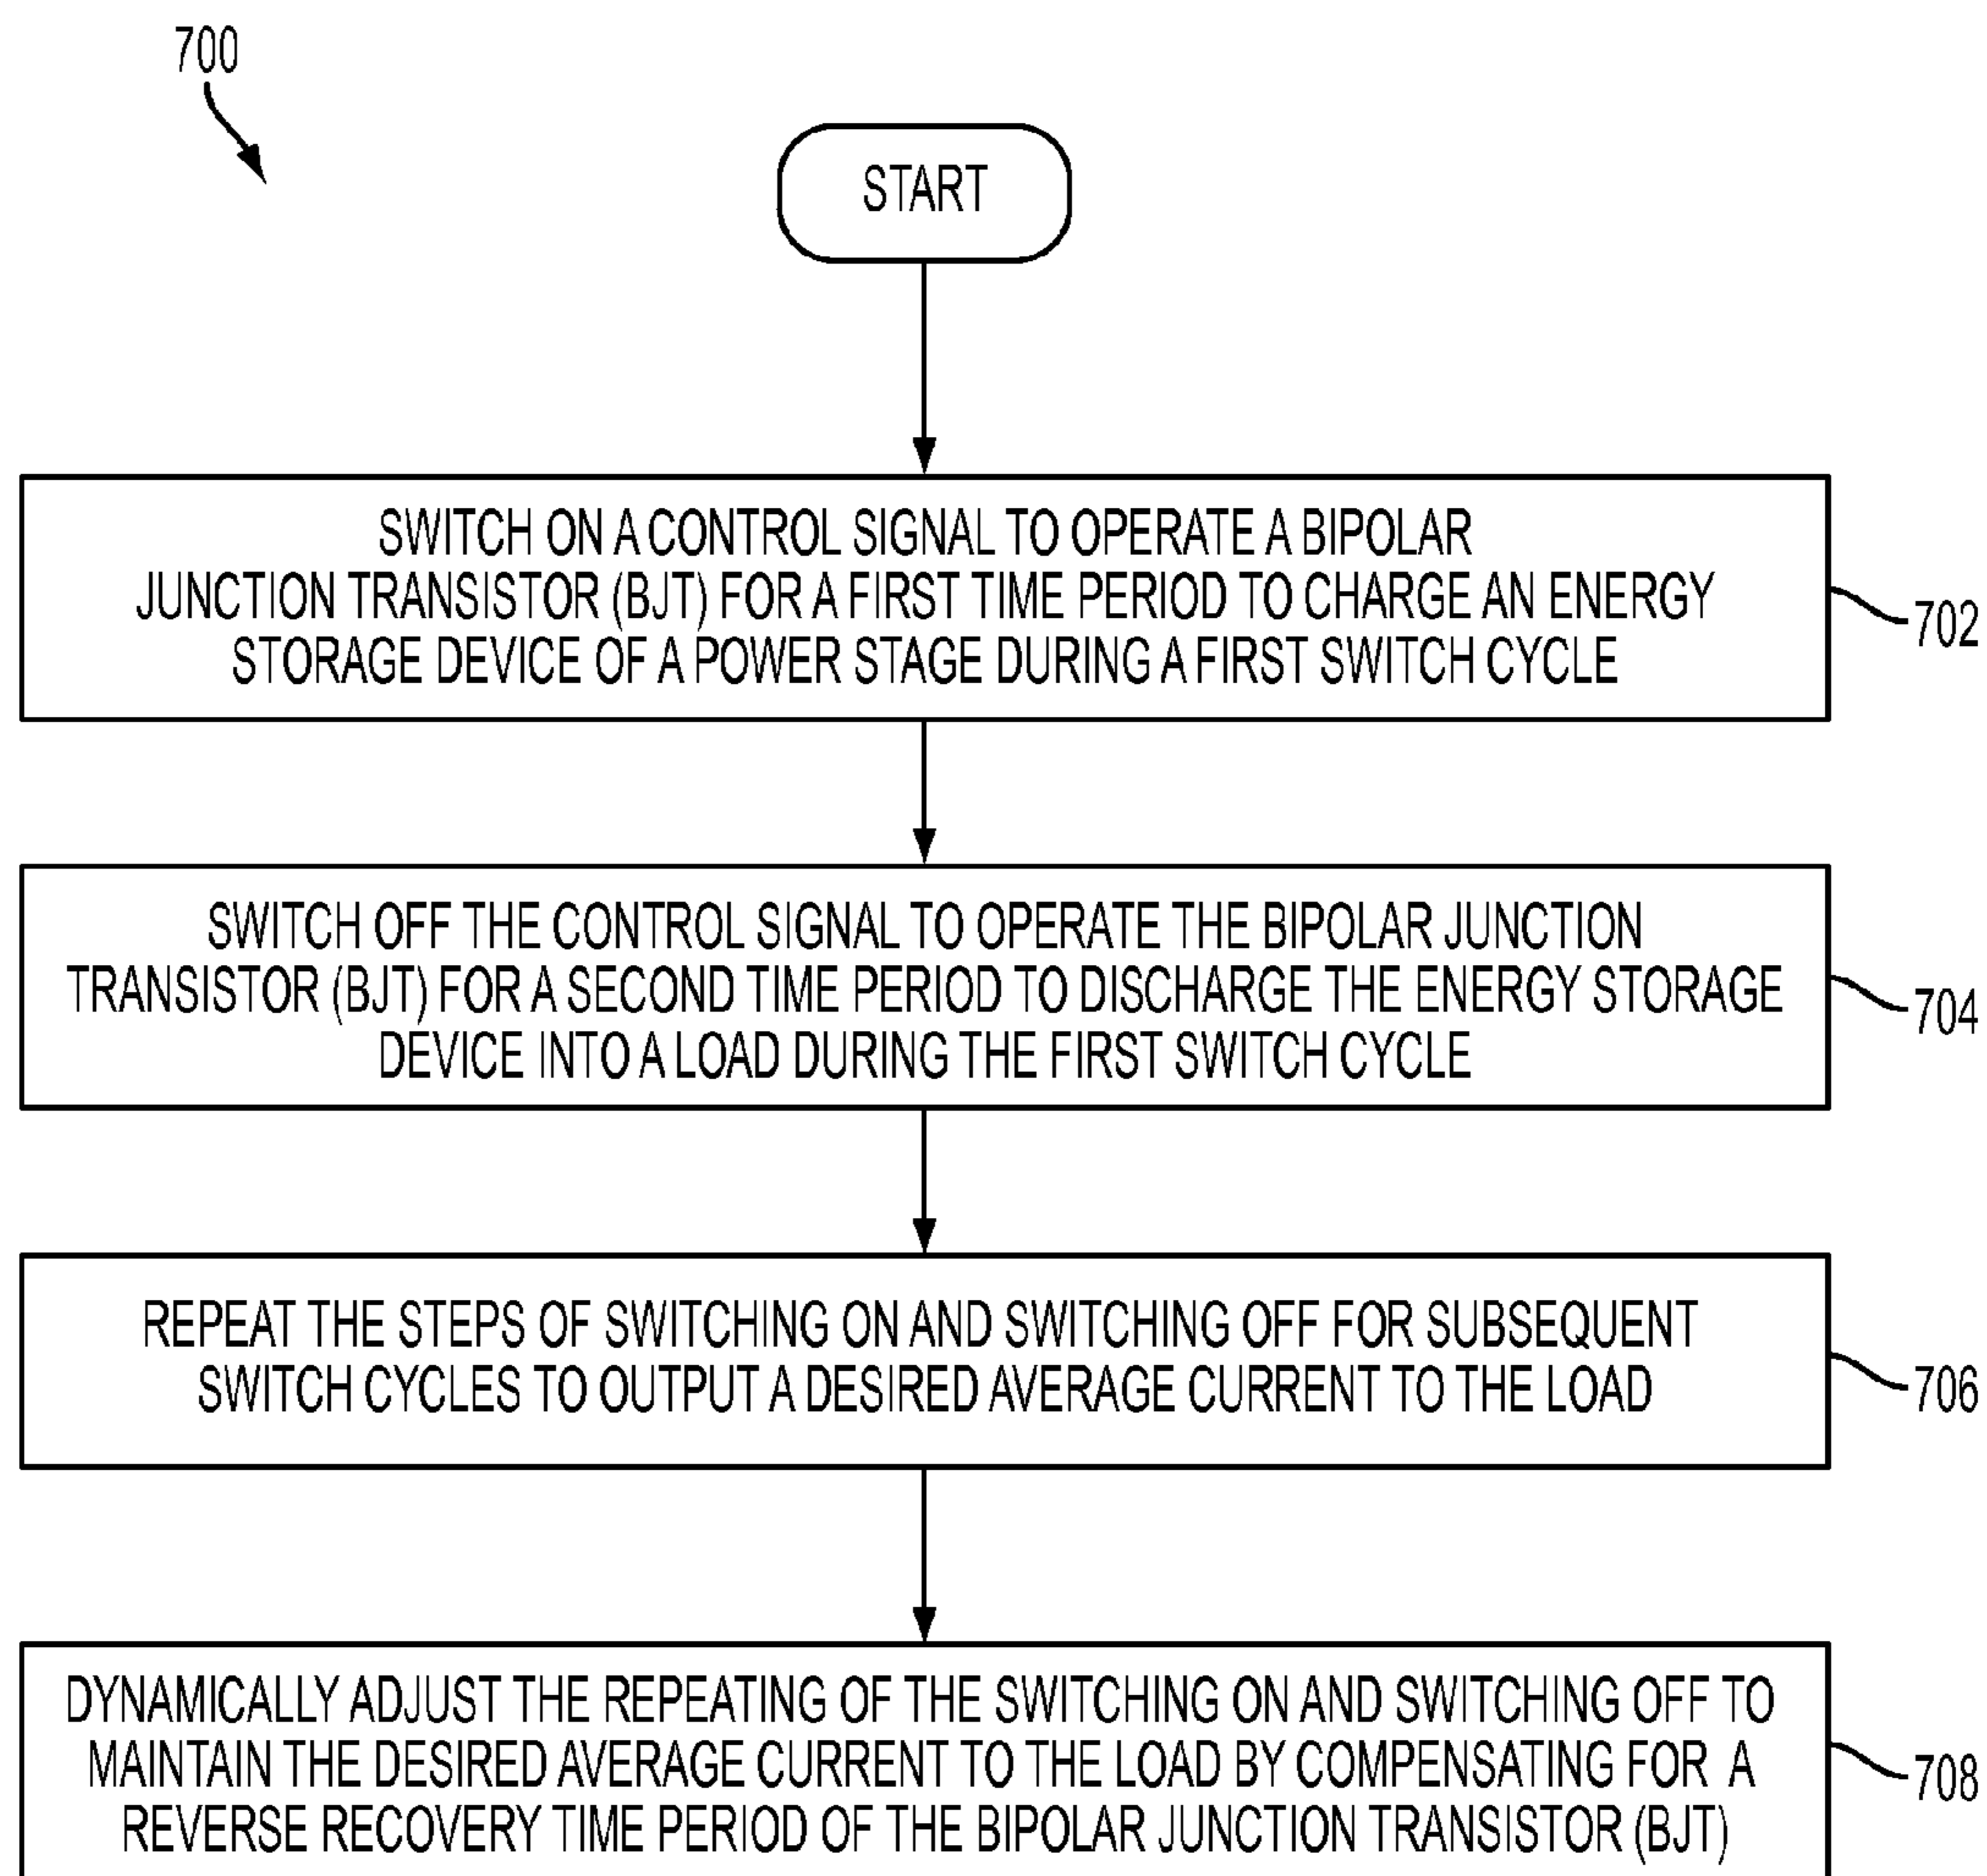 700
START
SWITCH ON A CONTROL SIGNAL TO OPERATE A BIPOLAR
JUNCTION TRANSISTOR (BJT) FOR A FIRST TIME PERIOD TO CHARGE AN ENERGY
STORAGE DEVICE OF A POWER STAGE DURING A FIRST SWITCH CYCLE
702
SWITCH OFF THE CONTROL SIGNAL TO OPERATE THE BIPOLAR JUNCTION
TRANSISTOR (BJT) FOR A SECOND TIME PERIOD TO DISCHARGE THE ENERGY STORAGE
DEVICE INTO A LOAD DURING THE FIRST SWITCH CYCLE
704
REPEAT THE STEPS OF SWITCHING ON AND SWITCHING OFF FOR SUBSEQUENT
SWITCH CYCLES TO OUTPUT A DESIRED AVERAGE CURRENT TO THE LOAD
706
DYNAMICALLY ADJUST THE REPEATING OF THE SWITCHING ON AND SWITCHING OFF TO
MAINTAIN THE DESIRED AVERAGE CURRENT TO THE LOAD BY COMPENSATING FOR A
REVERSE RECOVERY TIME PERIOD OF THE BIPOLAR JUNCTION TRANSISTOR (BJT)
708